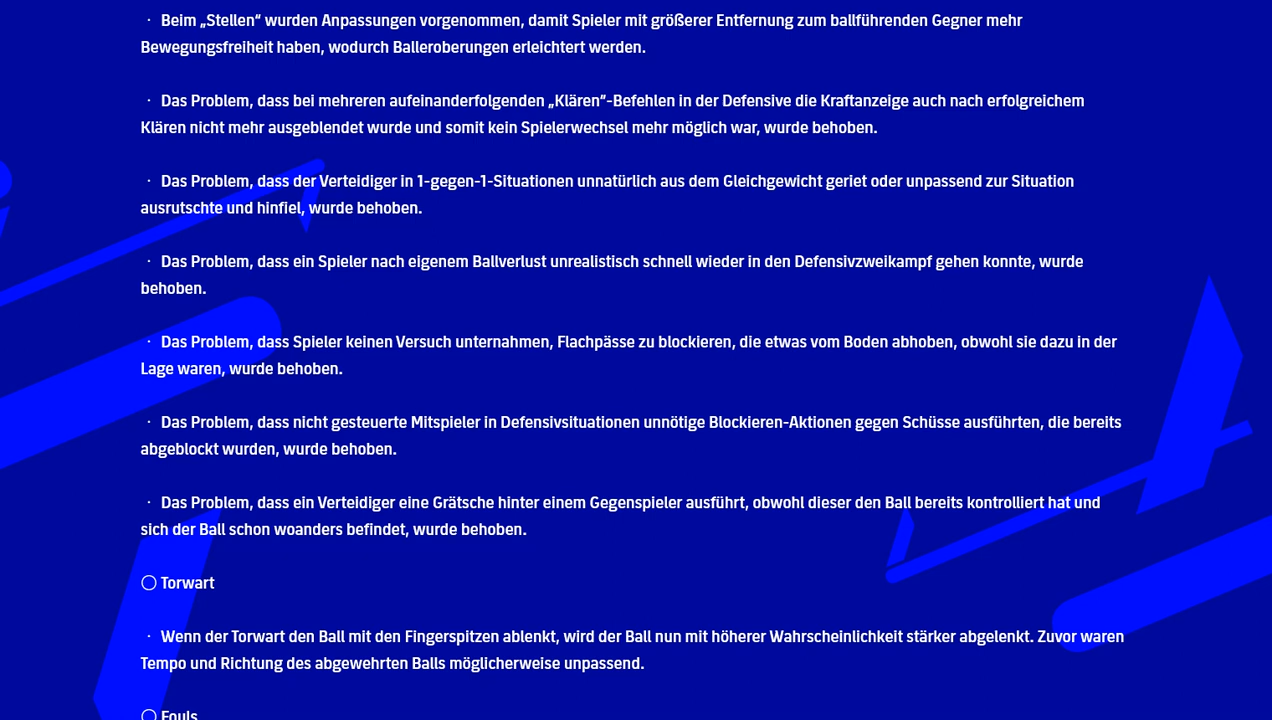 · Beim „Stellen“ wurden Anpassungen vorgenommen, damit Spieler mit größerer Entfernung zum ballführenden Gegner mehr
Bewegungsfreiheit haben, wodurch Balleroberungen erleichtert werden.
· Das Problem, dass bei mehreren aufeinanderfolgenden „Klären“-Befehlen in der Defensive die Kraftanzeige auch nach erfolgreichem
Klären nicht mehr ausgeblendet wurde und somit kein Spielerwechsel mehr möglich war, wurde behoben.
· Das Problem, dass der Verteidiger in 1-gegen-1-Situationen unnatürlich aus dem Gleichgewicht geriet oder unpassend zur Situation
ausrutschte und hinfiel, wurde behoben.
· Das Problem, dass ein Spieler nach eigenem Ballverlust unrealistisch schnell wieder in den Defensivzweikampf gehen konnte, wurde
behoben.
· Das Problem, dass Spieler keinen Versuch unternahmen, Flachpässe zu blockieren, die etwas vom Boden abhoben, obwohl sie dazu in der
Lage waren, wurde behoben.
· Das Problem, dass nicht gesteuerte Mitspieler in Defensivsituationen unnötige Blockieren-Aktionen gegen Schüsse ausführten, die bereits
abgeblockt wurden, wurde behoben.
· Das Problem, dass ein Verteidiger eine Grätsche hinter einem Gegenspieler ausführt, obwohl dieser den Ball bereits kontrolliert hat und
sich der Ball schon woanders befindet, wurde behoben.
◯ Torwart
· Wenn der Torwart den Ball mit den Fingerspitzen ablenkt, wird der Ball nun mit höherer Wahrscheinlichkeit stärker abgelenkt. Zuvor waren
Tempo und Richtung des abgewehrten Balls möglicherweise unpassend.
◯ Fouls